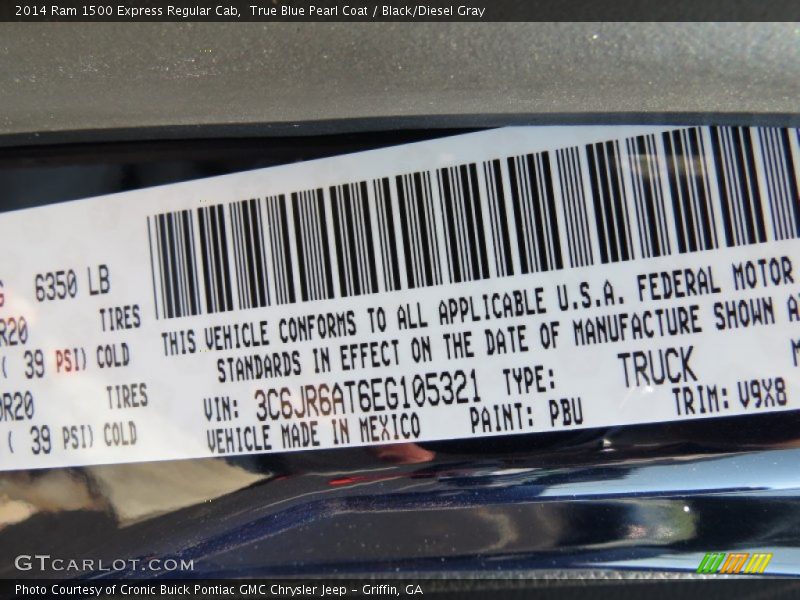 2014 Ram 1500 Express Regular Cab,  True Blue Pearl Coat / Black/Diesel Gray
6350 LB
R20 TIRES
( 39 PSI) COLD
R20 TIRES
( 39 PSI) COLD
THIS VEHICLE CONFORMS TO ALL APPLICABLE U.S.A. FEDERAL MOTOR
STANDARDS IN EFFECT ON THE DATE OF MANUFACTURE SHOWN A
VIN: 3C6JR6AT6EG105321 TYPE: TRUCK M
VEHICLE MADE IN MEXICO PAINT: PBU TRIM: V9X8
GTCARLOT.COM
Photo Courtesy of Cronic Buick Pontiac GMC Chrysler Jeep – Griffin, GA